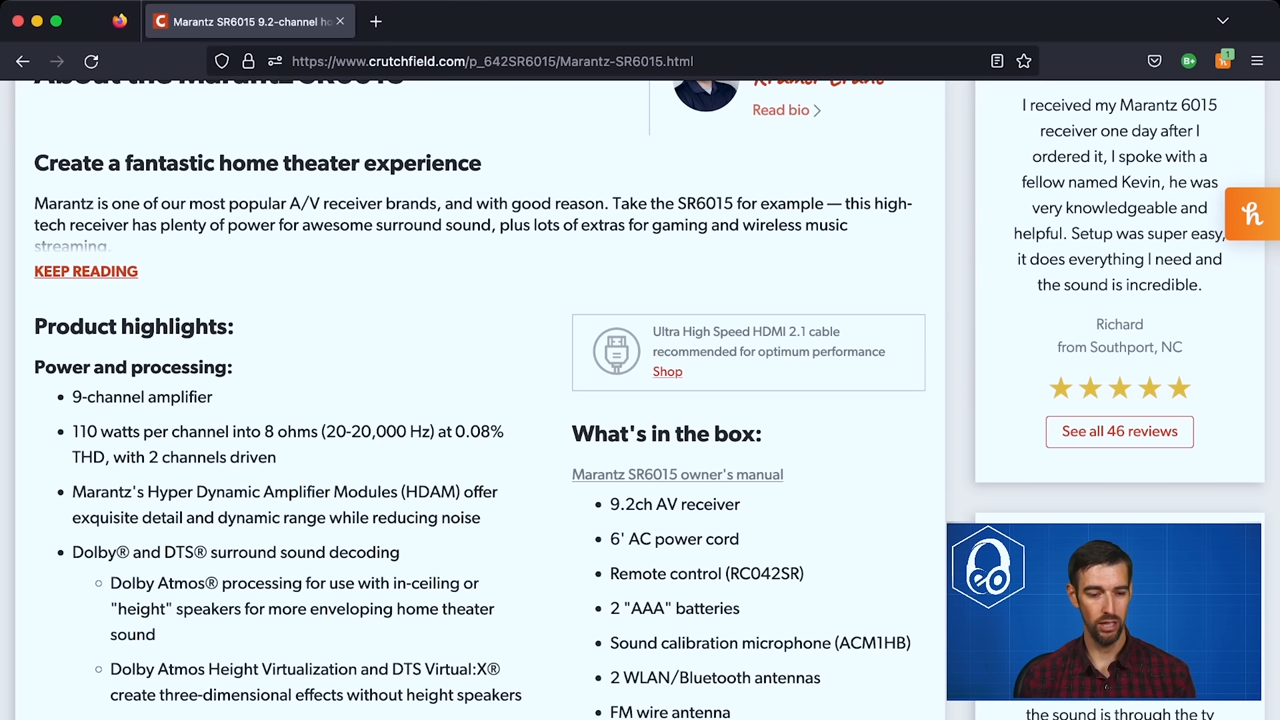 Marantz SR6015 9.2-channel ho
https://www.crutchfield.com/p_642SR6015/Marantz-SR6015.html
About the Marantz SR6015
Read bio
Create a fantastic home theater experience
Marantz is one of our most popular A/V receiver brands, and with good reason. Take the SR6015 for example — this high-
tech receiver has plenty of power for awesome surround sound, plus lots of extras for gaming and wireless music
streaming.
KEEP READING
Product highlights:
Power and processing:
• 9-channel amplifier
• 110 watts per channel into 8 ohms (20-20,000 Hz) at 0.08%
THD, with 2 channels driven
• Marantz's Hyper Dynamic Amplifier Modules (HDAM) offer
exquisite detail and dynamic range while reducing noise
• Dolby® and DTS® surround sound decoding
◦ Dolby Atmos® processing for use with in-ceiling or
"height" speakers for more enveloping home theater
sound
◦ Dolby Atmos Height Virtualization and DTS Virtual:X®
create three-dimensional effects without height speakers
Ultra High Speed HDMI 2.1 cable
recommended for optimum performance
Shop
What's in the box:
Marantz SR6015 owner's manual
• 9.2ch AV receiver
• 6' AC power cord
• Remote control (RC042SR)
• 2 "AAA" batteries
• Sound calibration microphone (ACM1HB)
• 2 WLAN/Bluetooth antennas
• FM wire antenna
I received my Marantz 6015
receiver one day after I
ordered it, I spoke with a
fellow named Kevin, he was
very knowledgeable and
helpful. Setup was super easy,
it does everything I need and
the sound is incredible.
Richard
from Southport, NC
See all 46 reviews
the sound is through the tv